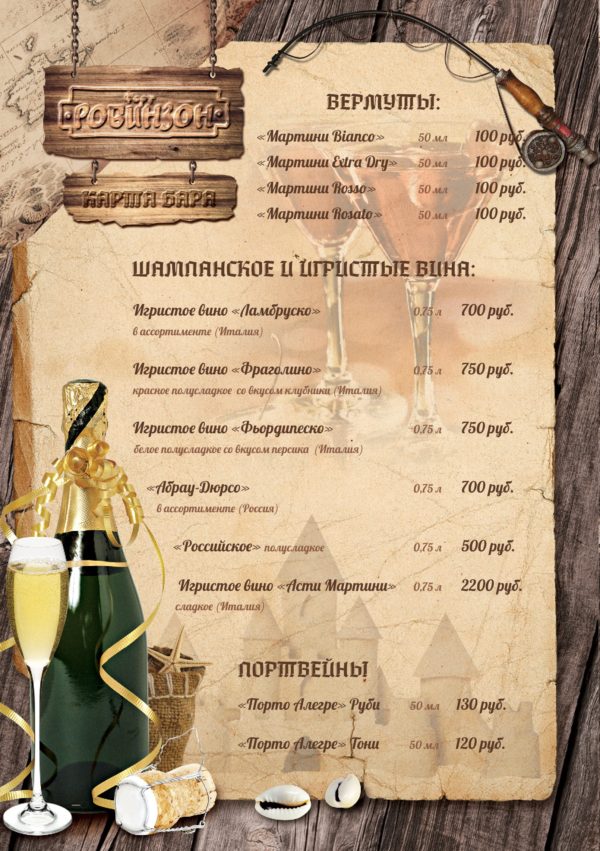 РОБИНЗОН
КАРТА БАРА
ВЕРМУТЫ:
«Мартини Bianco» 50 мл 100 руб.
«Мартини Extra Dry» 50 мл 100 руб.
«Мартини Rosso» 50 мл 100 руб.
«Мартини Rosato» 50 мл 100 руб.
ШАМПАНСКОЕ И ИГРИСТЫЕ ВИНА:
Игристое вино «Ламбруско» 0,75 л 700 руб.
в ассортименте (Италия)
Игристое вино «Фраголино» 0,75 л 750 руб.
красное полусладкое со вкусом клубники (Италия)
Игристое вино «Фьордипеско» 0,75 л 750 руб.
белое полусладкое со вкусом персика (Италия)
«Абрау-Дюрсо» 0,75 л 700 руб.
в ассортименте (Россия)
«Российское» полусладкое 0,75 л 500 руб.
Игристое вино «Асти Мартини» 0,75 л 2200 руб.
сладкое (Италия)
ПОРТВЕЙНЫ
«Порто Алегре» Руби 50 мл 130 руб.
«Порто Алегре» Тони 50 мл 120 руб.